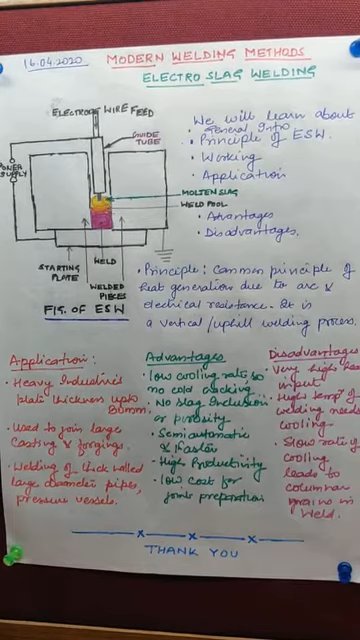 16.04.2020
MODERN WELDING METHODS
ELECTRO SLAG WELDING
ELECTRODE WIRE FEED
GUIDE
TUBE
POWER
SUPPLY
MOLTEN SLAG
WELD POOL
WELD
STARTING
PLATE
WELDED
PIECES
FIG. OF ESW
We will learn about
• General Info
• Principle of ESW.
• Working
• Application
• Advantages
• Disadvantages.
• Principle: Common principle of
heat generation due to arc &
electrical resistance. It is
a vertical/uphill welding process.
Application:
• Heavy Industries
plate thickness upto
80mm.
• Used to join large
casting & forgings.
• Welding of thick walled
large diameter pipes,
pressure vessels.
Advantages
• low cooling rate, so
no cold cracking.
• No slag Inclusion
or porosity
• Semiautomatic
& Faster
• High Productivity
• low cost for
joint preparation
Disadvantages
• Very high heat
input
• High tempr of
welding needs
cooling
• Slow rate of
cooling
leads to
columnar
grains in
Weld.
THANK YOU